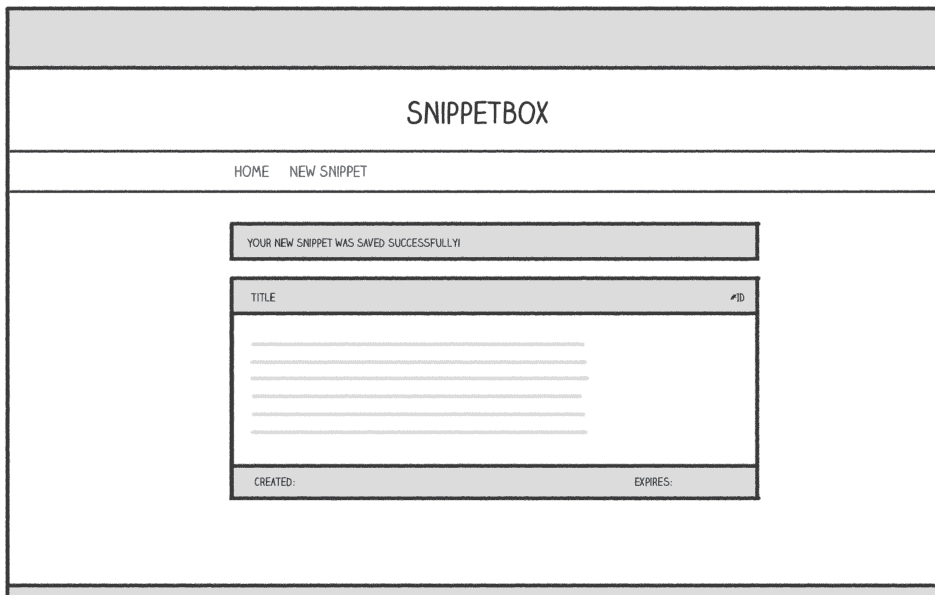 SNIPPETBOX
HOME NEW SNIPPET
YOUR NEW SNIPPET WAS SAVED SUCCESSFULLY!
TITLE #ID
CREATED: EXPIRES: